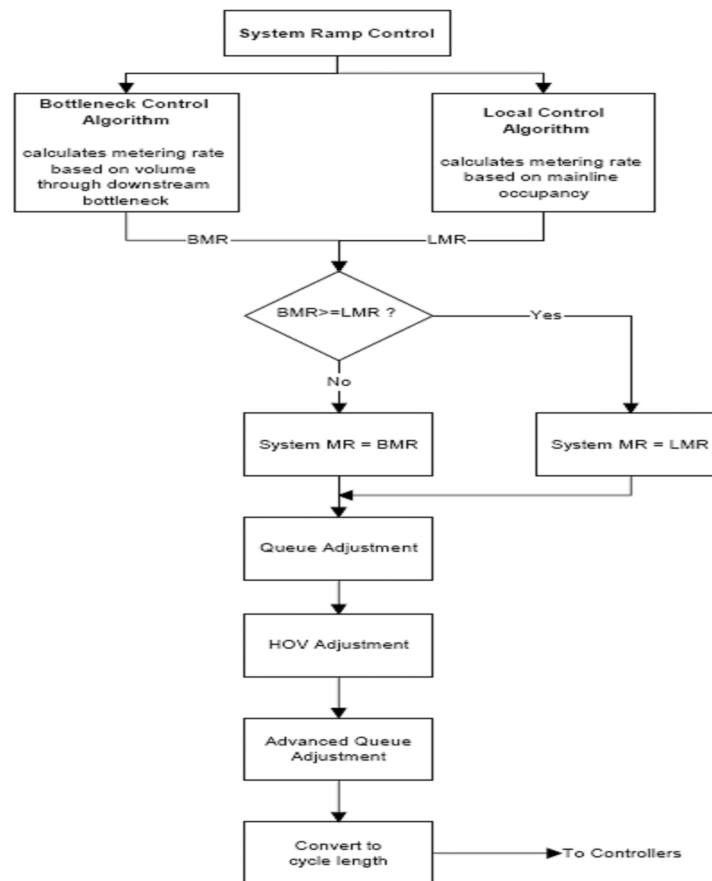 System Ramp Control
Bottleneck Control
Algorithm
calculates metering rate
based on volume
through downstream
bottleneck
Local Control
Algorithm
calculates metering rate
based on mainline
occupancy
BMR
LMR
BMR>=LMR ?
Yes
No
System MR = BMR
System MR = LMR
Queue Adjustment
HOV Adjustment
Advanced Queue
Adjustment
Convert to
cycle length
To Controllers